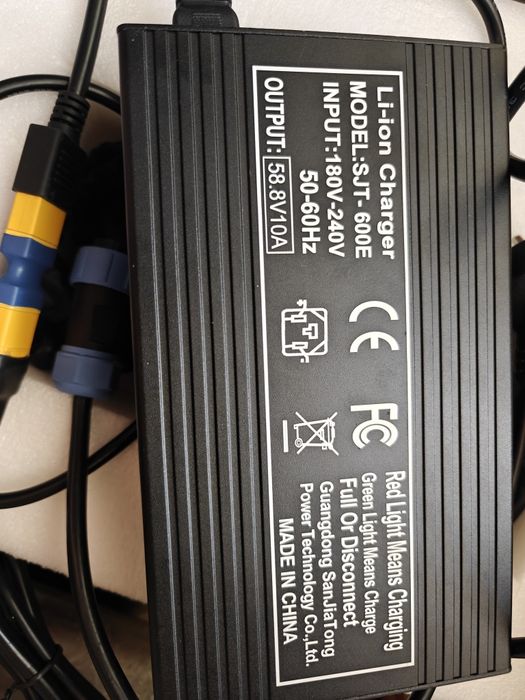 Li-ion Charger
MODEL:SJT- 600E
INPUT:180V-240V
50-60Hz
OUTPUT: 58.8V/10A
CE
FC
Red Light Means Charging
Green Light Means Charge
Full Or Disconnect
Guangdong SanJiaTong
Power Technology Co.,Ltd.
MADE IN CHINA